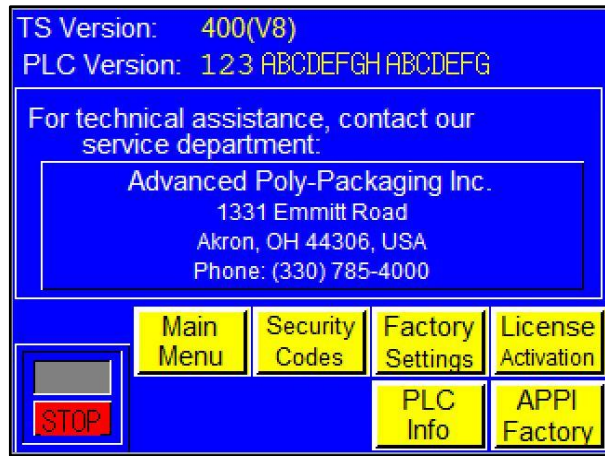 TS Version: 400(V8)
PLC Version: 123 ABCDEFGH ABCDEFG
For technical assistance, contact our
service department:
Advanced Poly-Packaging Inc.
1331 Emmitt Road
Akron, OH 44306, USA
Phone: (330) 785-4000
Main Menu
Security Codes
Factory Settings
License Activation
STOP
PLC Info
APPI Factory